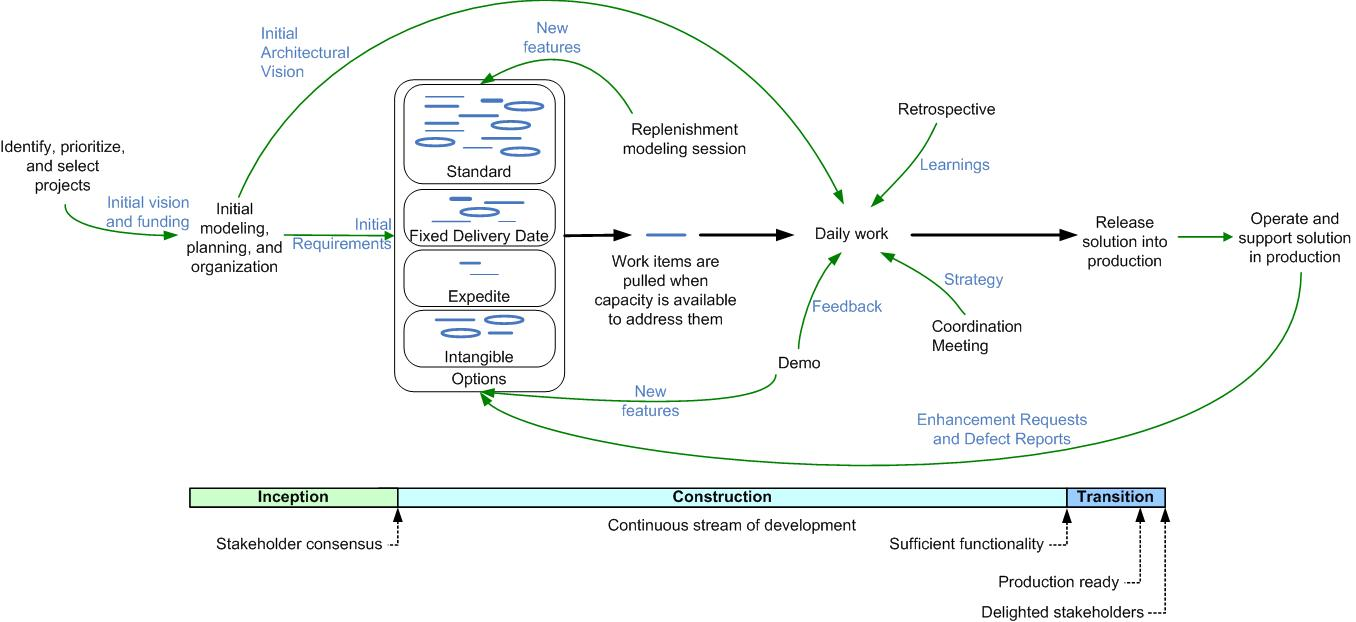 Initial
Architectural
Vision
New
features
Identify, prioritize,
and select
projects
Initial vision
and funding
Initial
modeling,
planning, and
organization
Initial
Requirements
Standard
Fixed Delivery Date
Expedite
Intangible
Options
Replenishment
modeling session
Work items are
pulled when
capacity is available
to address them
Retrospective
Learnings
Daily work
Feedback
Strategy
Coordination
Meeting
Demo
New
features
Release
solution into
production
Operate and
support solution
in production
Enhancement Requests
and Defect Reports
Inception
Construction
Transition
Continuous stream of development
Stakeholder consensus
Sufficient functionality
Production ready
Delighted stakeholders